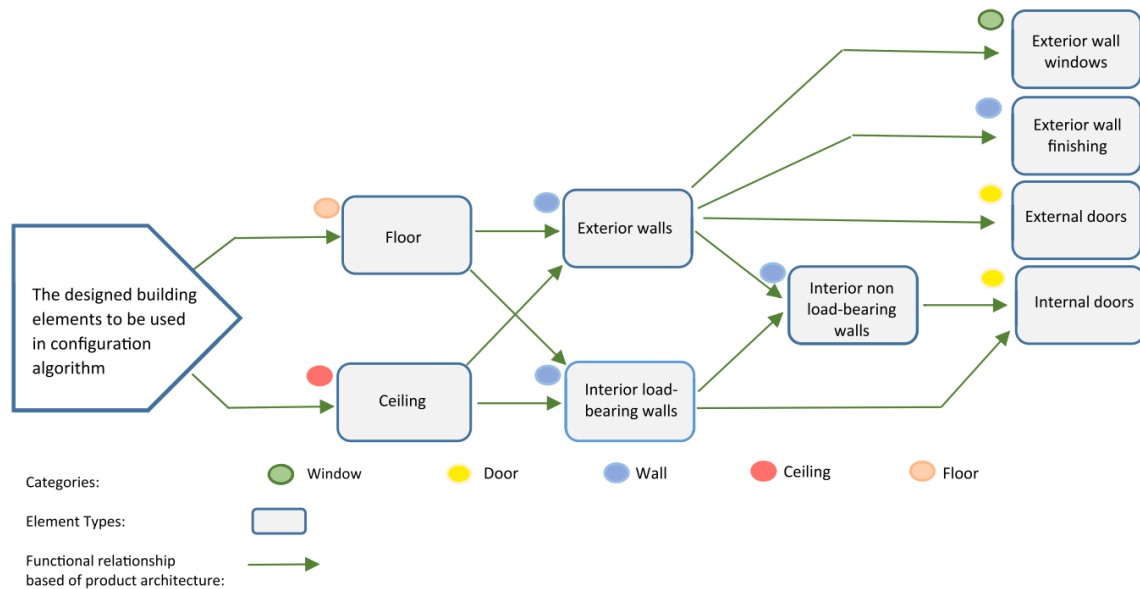 Exterior wall
windows
Exterior wall
finishing
Floor
Exterior walls
External doors
The designed building
elements to be used
in configuration
algorithm
Interior non
load-bearing
walls
Internal doors
Ceiling
Interior load-
bearing walls
Categories:
Window
Door
Wall
Ceiling
Floor
Element Types:
Functional relationship
based of product architecture: